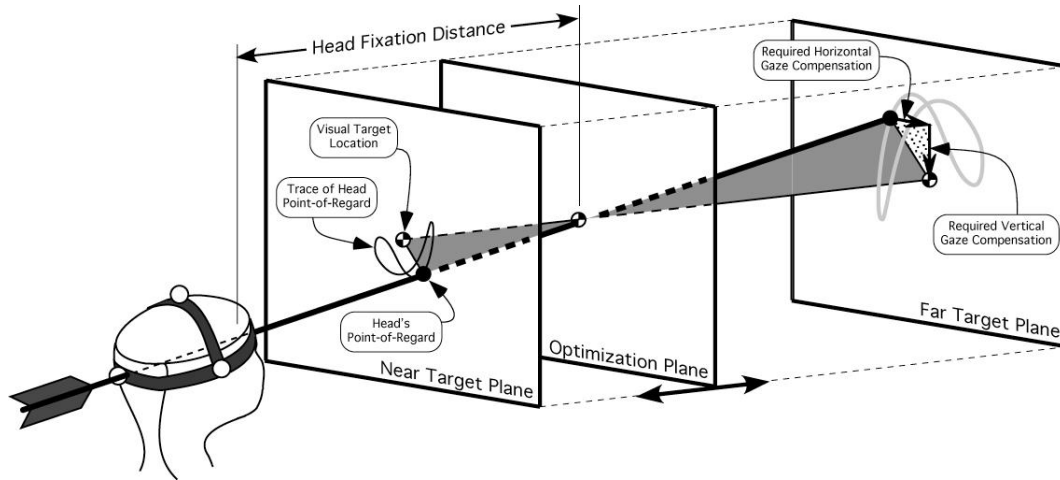 Head Fixation Distance
Required Horizontal
Gaze Compensation
Visual Target
Location
Trace of Head
Point-of-Regard
Required Vertical
Gaze Compensation
Head's
Point-of-Regard
Near Target Plane
Optimization Plane
Far Target Plane